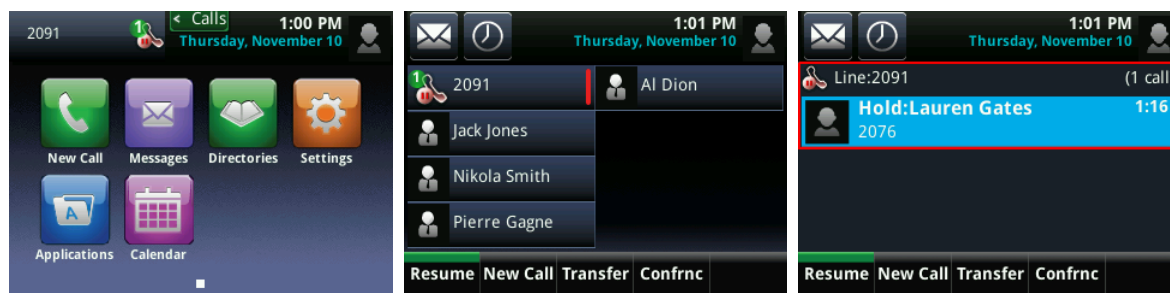 2091
1
< Calls
1:00 PM
Thursday, November 10
New Call
Messages
Directories
Settings
A
Applications
Calendar
1:01 PM
Thursday, November 10
1
2091
Al Dion
Jack Jones
Nikola Smith
Pierre Gagne
Resume New Call Transfer Confrnc
1:01 PM
Thursday, November 10
Line:2091
(1 call
Hold:Lauren Gates
1:16
2076
Resume New Call Transfer Confrnc